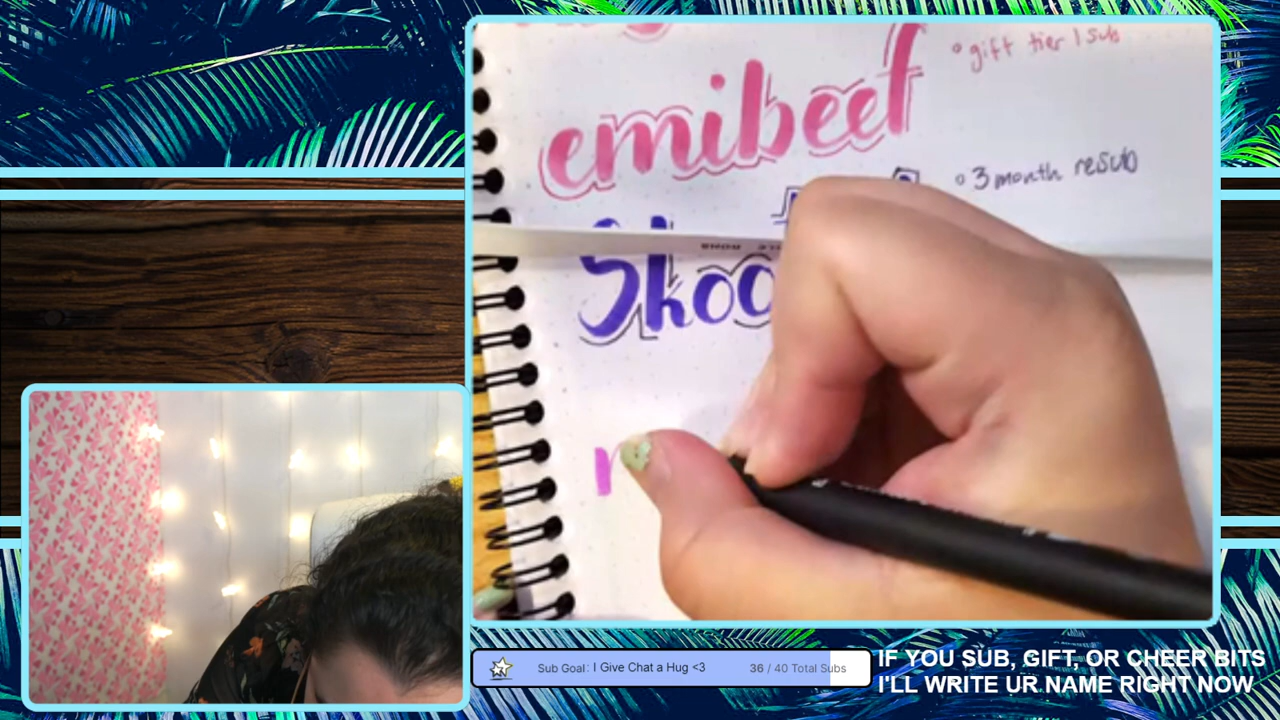 emibeef
° gift tier 1 sub
° 3 month resub
Skoo
Sub Goal: I Give Chat a Hug <3
36 / 40 Total Subs
IF YOU SUB, GIFT, OR CHEER BITS
I'LL WRITE UR NAME RIGHT NOW